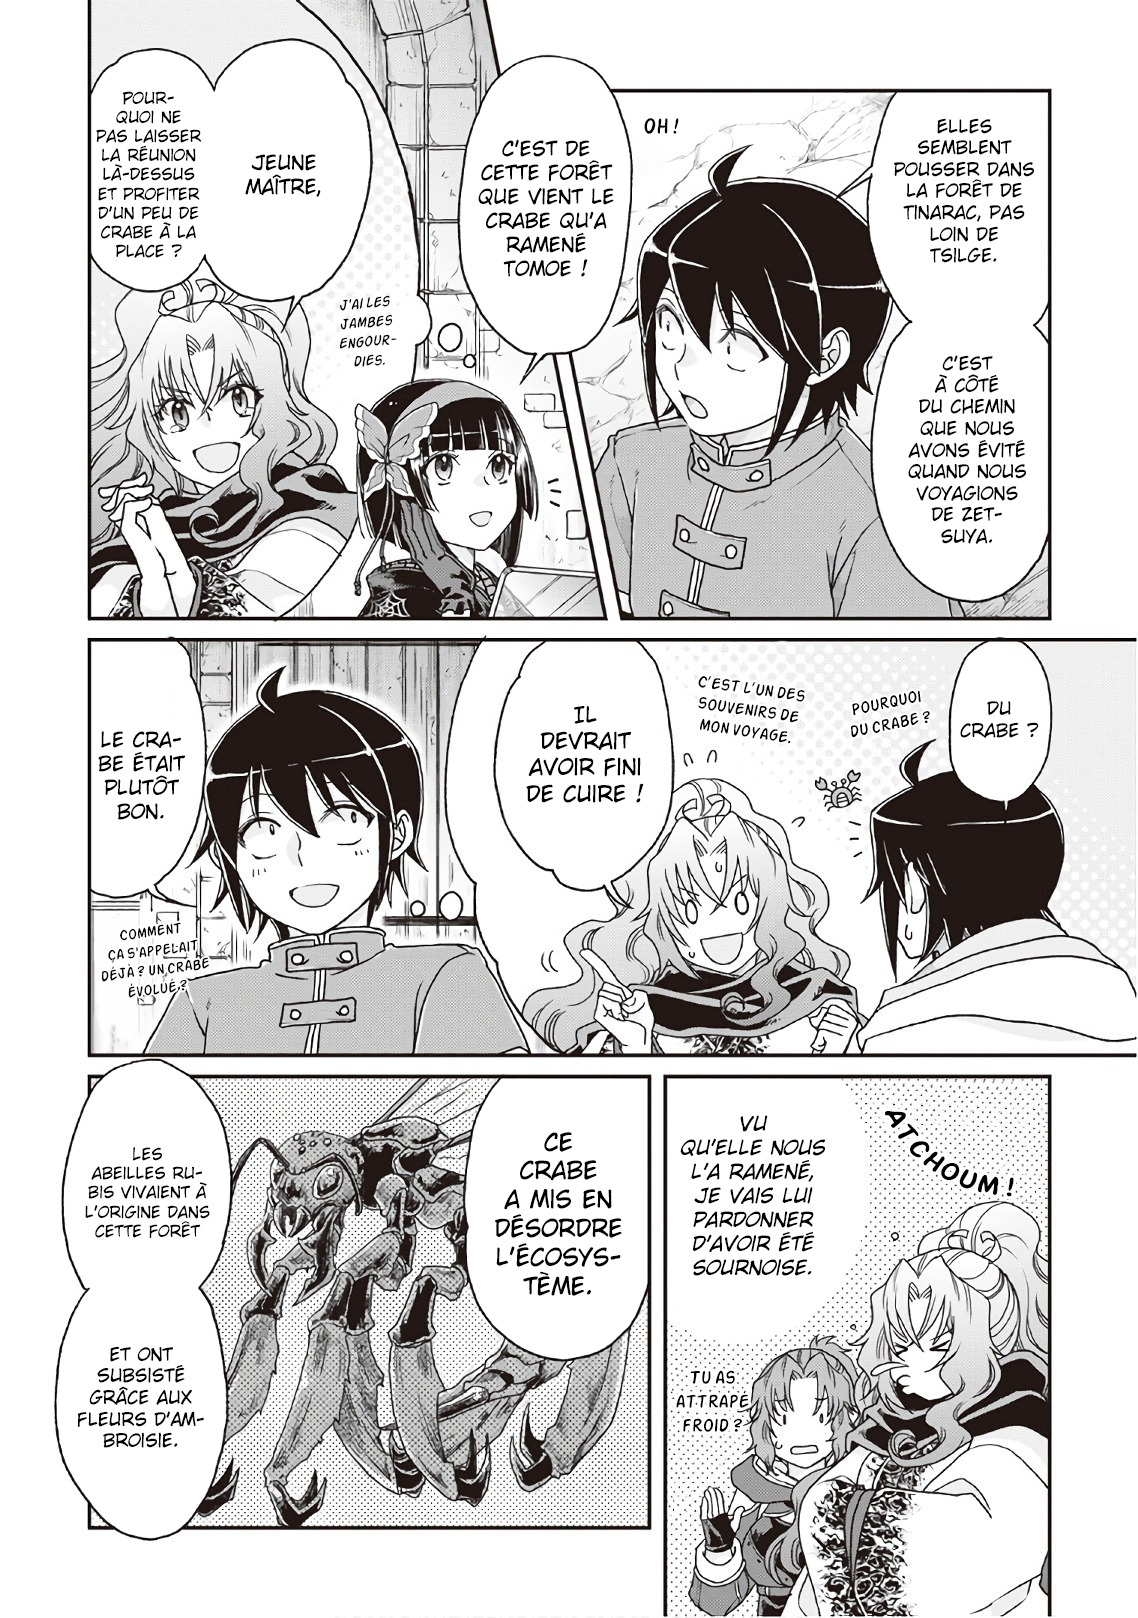 ELLES
SEMBLENT
POUSSER DANS
LA FORÊT DE
TINARAC, PAS
LOIN DE
TSILGE.
C'EST
À CÔTÉ
DU CHEMIN
QUE NOUS
AVONS ÉVITÉ
QUAND NOUS
VOYAGIONS
DE ZET-
SUYA.
OH !
C'EST DE
CETTE FORÊT
QUE VIENT LE
CRABE QU'A
RAMENÉ
TOMOE !
JEUNE
MAÎTRE,
POUR-
QUOI NE
PAS LAISSER
LA RÉUNION
LÀ-DESSUS
ET PROFITER
D'UN PEU DE
CRABE À LA
PLACE ?
J'AI LES
JAMBES
ENGOUR-
DIES.
DU
CRABE ?
POURQUOI
DU CRABE ?
C'EST L'UN DES
SOUVENIRS DE
MON VOYAGE.
IL
DEVRAIT
AVOIR FINI
DE CUIRE !
LE CRA-
BE ÉTAIT
PLUTÔT
BON.
COMMENT
ÇA S'APPELAIT
DÉJÀ ? UN CRABE
ÉVOLUÉ ?
VU
QU'ELLE NOUS
L'A RAMENÉ,
JE VAIS LUI
PARDONNER
D'AVOIR ÉTÉ
SOURNOISE.
ATCHOUM !
TU AS
ATTRAPÉ
FROID ?
CE
CRABE
A MIS EN
DÉSORDRE
L'ÉCOSYS-
TÈME.
LES
ABEILLES RU-
BIS VIVAIENT À
L'ORIGINE DANS
CETTE FORÊT
ET ONT
SUBSISTÉ
GRÂCE AUX
FLEURS D'AM-
BROISIE.